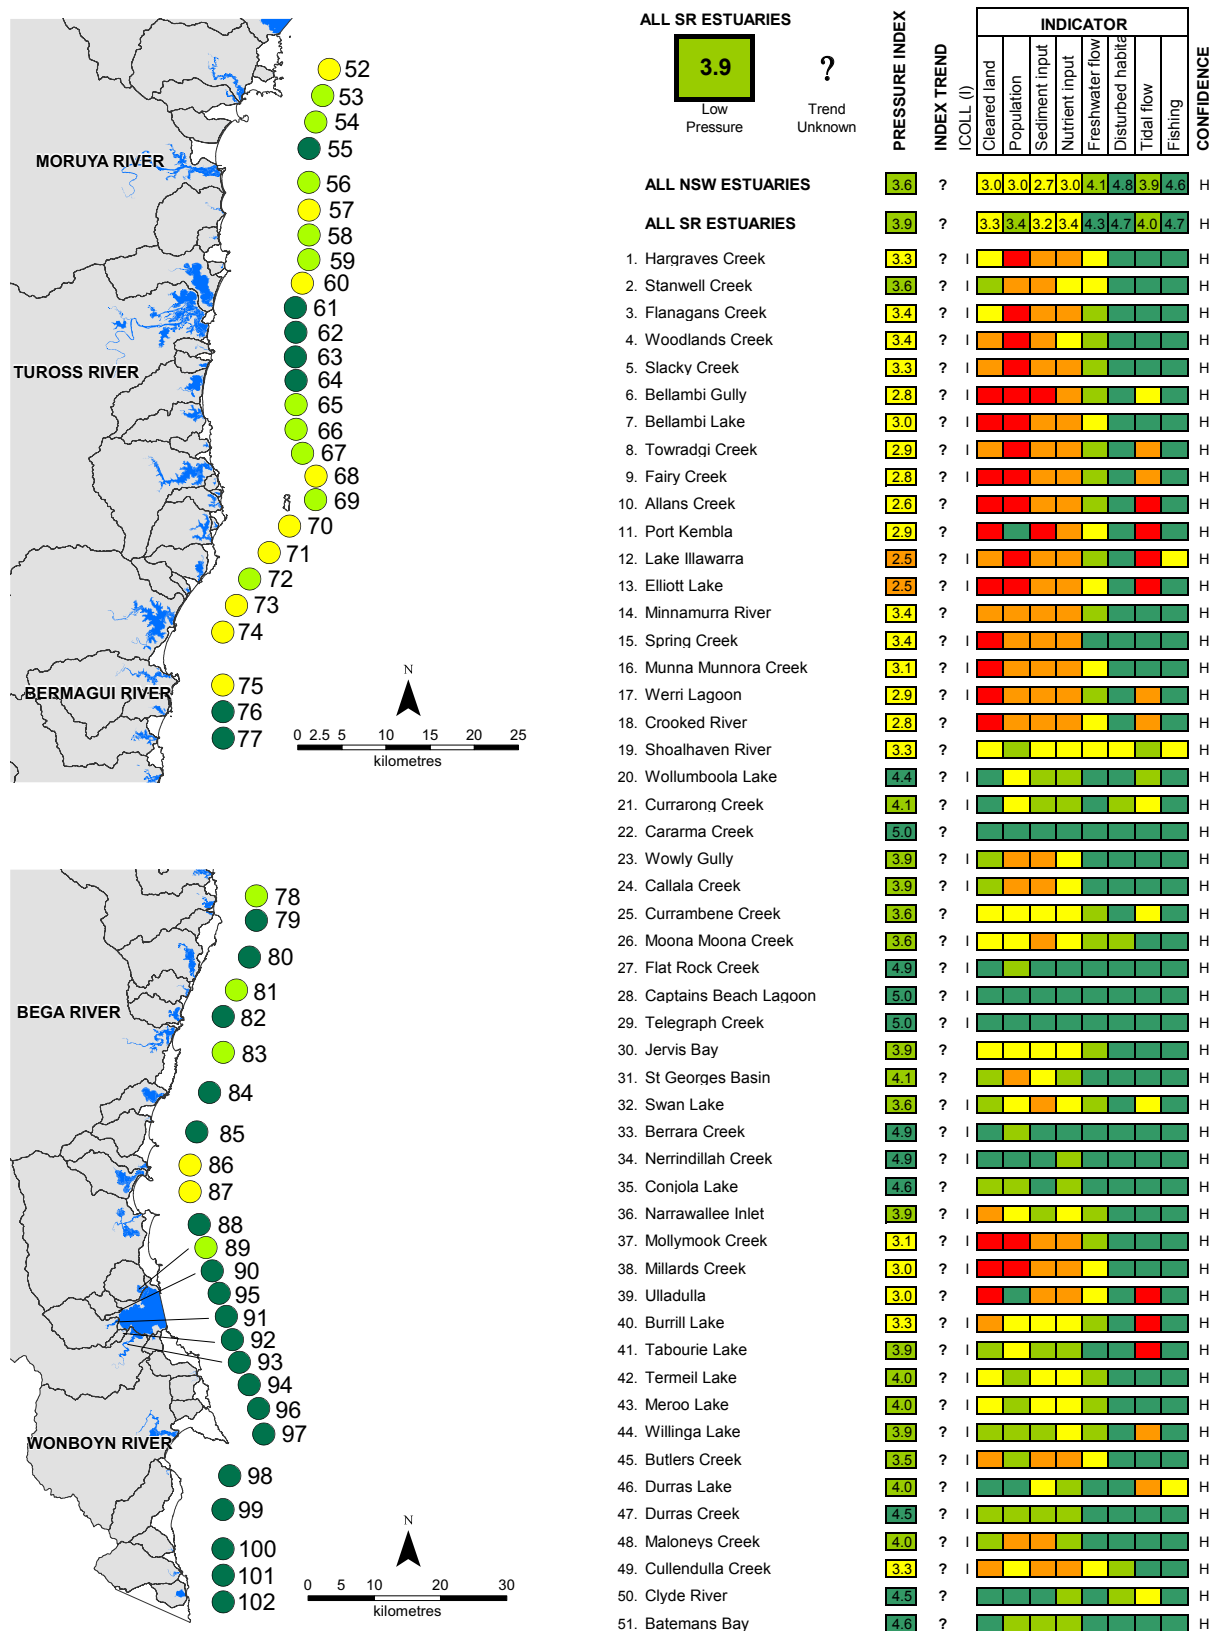 52
53
54
55
MORUYA RIVER
56
57
58
59
60
61
62
63
TUROSS RIVER
64
65
66
67
68
69
70
71
72
73
74
BERMAGUI RIVER
75
76
77
N
0 2.5 5 10 15 20 25
kilometres
78
79
80
81
BEGA RIVER
82
83
84
85
86
87
88
89
90
95
91
92
93
94
96
97
WONBOYN RIVER
98
99
100
101
102
N
0 5 10 20 30
kilometres
ALL SR ESTUARIES
3.9
?
Low Pressure
Trend Unknown
PRESSURE INDEX
INDEX TREND
ICOLL (I)
INDICATOR
Cleared land
Population
Sediment input
Nutrient input
Freshwater flow
Disturbed habita
Tidal flow
Fishing
CONFIDENCE
ALL NSW ESTUARIES 3.6 ? 3.0 3.0 2.7 3.0 4.1 4.8 3.9 4.6 H
ALL SR ESTUARIES 3.9 ? 3.3 3.4 3.2 3.4 4.3 4.7 4.0 4.7 H
1. Hargraves Creek 3.3 ? I H
2. Stanwell Creek 3.6 ? I H
3. Flanagans Creek 3.4 ? I H
4. Woodlands Creek 3.4 ? I H
5. Slacky Creek 3.3 ? I H
6. Bellambi Gully 2.8 ? I H
7. Bellambi Lake 3.0 ? I H
8. Towradgi Creek 2.9 ? I H
9. Fairy Creek 2.8 ? I H
10. Allans Creek 2.6 ? H
11. Port Kembla 2.9 ? H
12. Lake Illawarra 2.5 ? I H
13. Elliott Lake 2.5 ? I H
14. Minnamurra River 3.4 ? H
15. Spring Creek 3.4 ? I H
16. Munna Munnora Creek 3.1 ? I H
17. Werri Lagoon 2.9 ? I H
18. Crooked River 2.8 ? H
19. Shoalhaven River 3.3 ? H
20. Wollumboola Lake 4.4 ? I H
21. Currarong Creek 4.1 ? I H
22. Cararma Creek 5.0 ? H
23. Wowly Gully 3.9 ? I H
24. Callala Creek 3.9 ? I H
25. Currambene Creek 3.6 ? H
26. Moona Moona Creek 3.6 ? I H
27. Flat Rock Creek 4.9 ? I H
28. Captains Beach Lagoon 5.0 ? I H
29. Telegraph Creek 5.0 ? I H
30. Jervis Bay 3.9 ? H
31. St Georges Basin 4.1 ? H
32. Swan Lake 3.6 ? I H
33. Berrara Creek 4.9 ? I H
34. Nerrindillah Creek 4.9 ? I H
35. Conjola Lake 4.6 ? I H
36. Narrawallee Inlet 3.9 ? I H
37. Mollymook Creek 3.1 ? I H
38. Millards Creek 3.0 ? I H
39. Ulladulla 3.0 ? H
40. Burrill Lake 3.3 ? I H
41. Tabourie Lake 3.9 ? I H
42. Termeil Lake 4.0 ? I H
43. Meroo Lake 4.0 ? I H
44. Willinga Lake 3.9 ? I H
45. Butlers Creek 3.5 ? I H
46. Durras Lake 4.0 ? I H
47. Durras Creek 4.5 ? I H
48. Maloneys Creek 4.0 ? I H
49. Cullendulla Creek 3.3 ? H
50. Clyde River 4.5 ? H
51. Batemans Bay 4.6 ? H